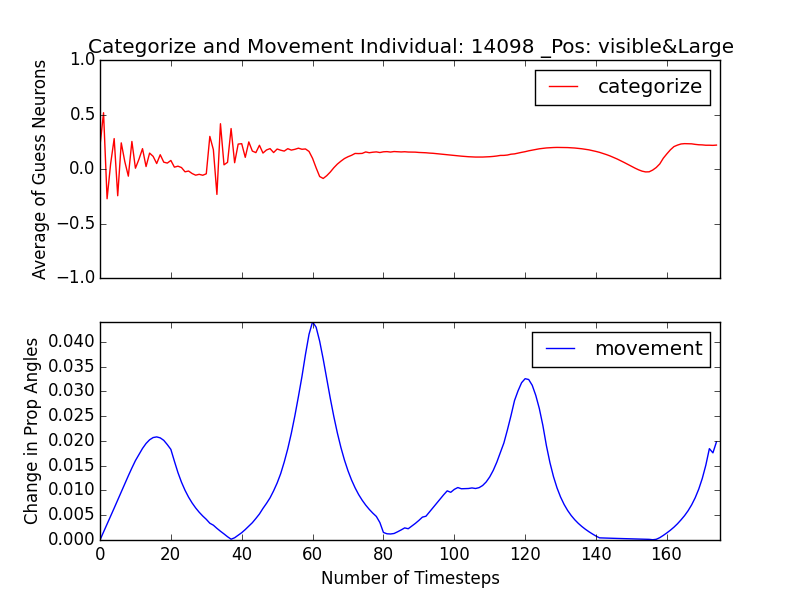 Categorize and Movement Individual: 14098 _Pos: visible&Large
Average of Guess Neurons
1.0
0.5
0.0
−0.5
−1.0
categorize
Change in Prop Angles
0.040
0.035
0.030
0.025
0.020
0.015
0.010
0.005
0.000
movement
0 20 40 60 80 100 120 140 160
Number of Timesteps